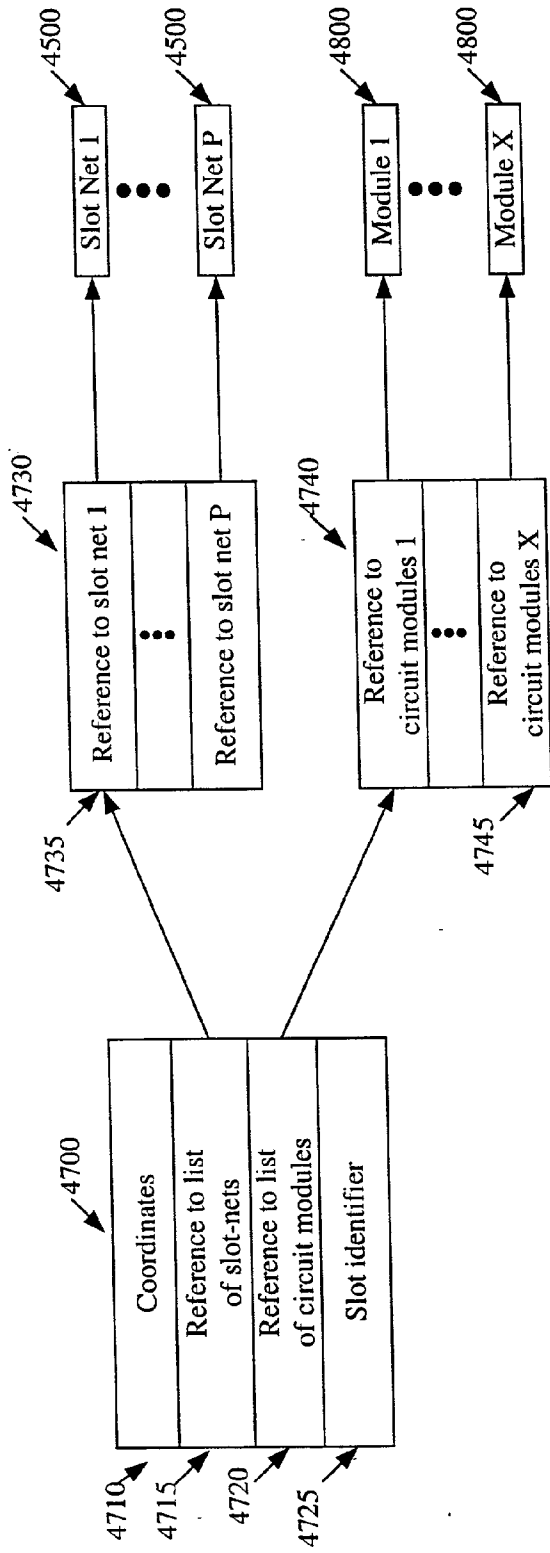 4700
4710
Coordinates
4715
Reference to list
of slot-nets
4720
Reference to list
of circuit modules
4725
Slot identifier
4730
4735
Reference to slot net 1
Reference to slot net P
4740
Reference to
circuit modules 1
Reference to
circuit modules X
4745
4500
Slot Net 1
4500
Slot Net P
4800
Module 1
4800
Module X